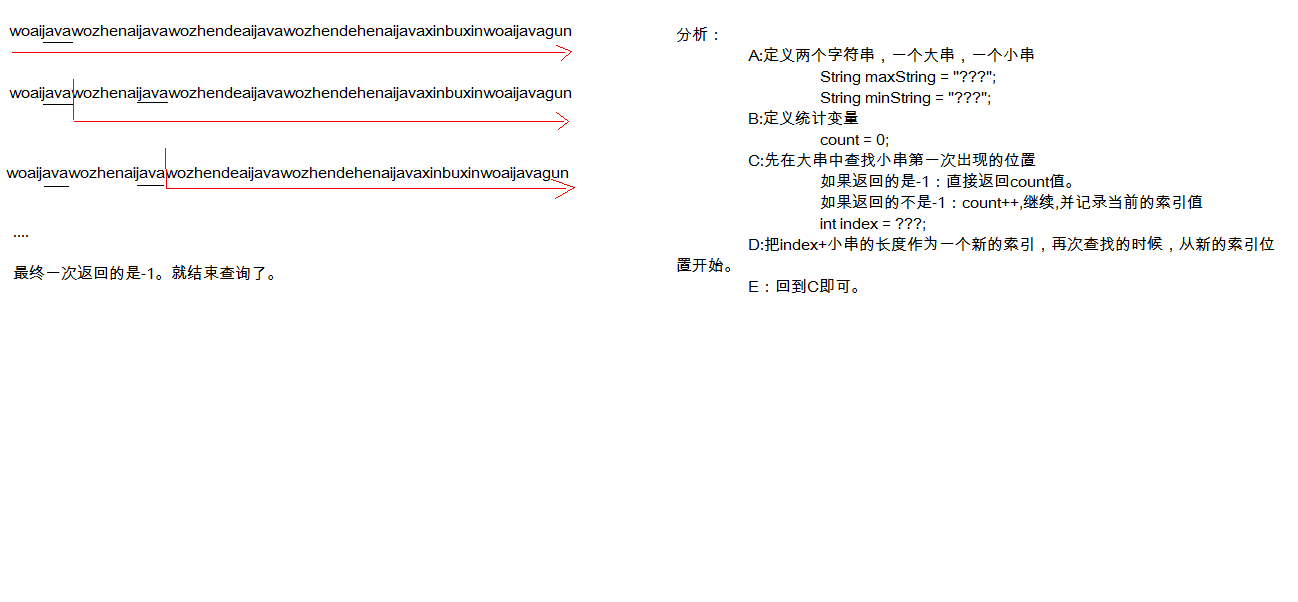 woaijavawozhenaijavawozhendeaijavawozhendehenaijavaxinbuxinwoaijavagun
woaijavawozhenaijavawozhendeaijavawozhendehenaijavaxinbuxinwoaijavagun
woaijavawozhenaijavawozhendeaijavawozhendehenaijavaxinbuxinwoaijavagun
....
最终一次返回的是-1。就结束查询了。
分析：
A:定义两个字符串，一个大串，一个小串
String maxString = "???";
String minString = "???";
B:定义统计变量
count = 0;
C:先在大串中查找小串第一次出现的位置
如果返回的是-1：直接返回count值。
如果返回的不是-1：count++,继续,并记录当前的索引值
int index = ???;
D:把index+小串的长度作为一个新的索引，再次查找的时候，从新的索引位
置开始。
E：回到C即可。